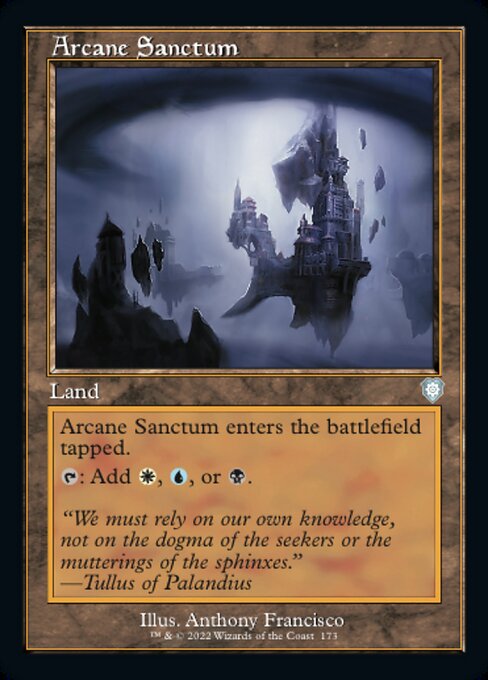 Arcane Sanctum
Land
Arcane Sanctum enters the battlefield
tapped.
: Add , , or .
“We must rely on our own knowledge,
not on the dogma of the seekers or the
mutterings of the sphinxes.”
—Tullus of Palandius
Illus. Anthony Francisco
™ & © 2022 Wizards of the Coast 173